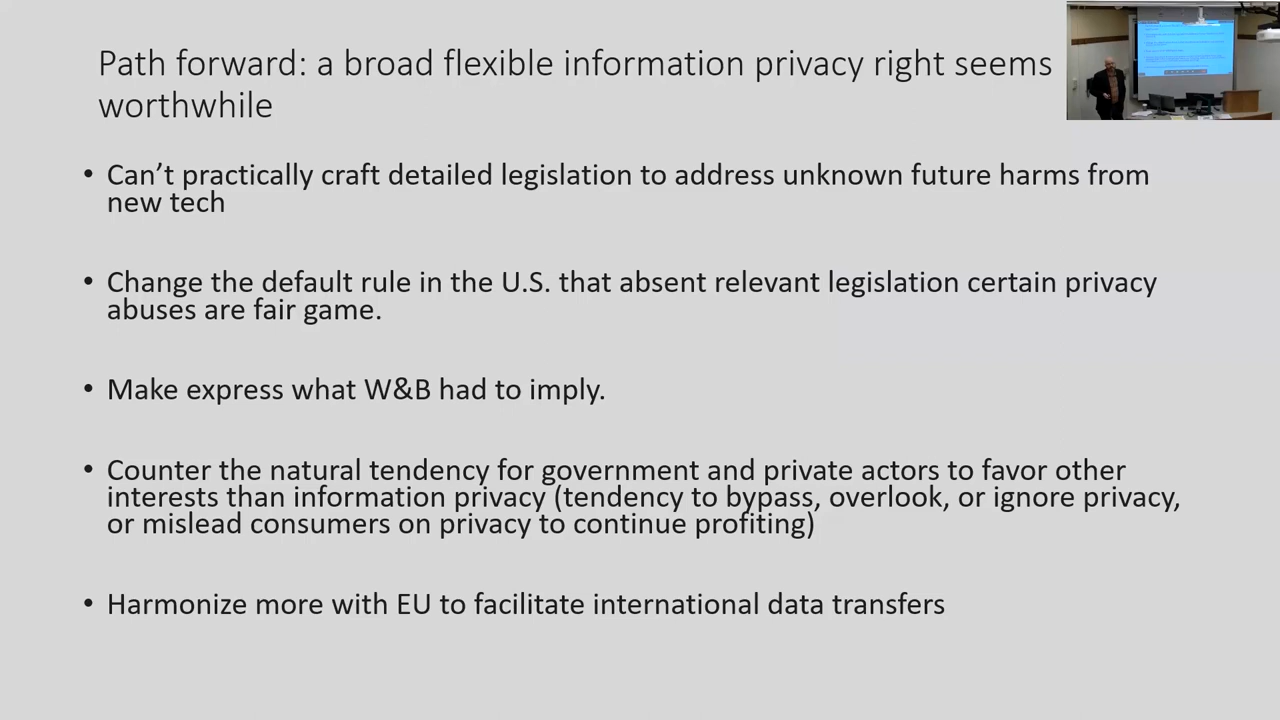 Path forward: a broad flexible information privacy right seems
worthwhile
• Can’t practically craft detailed legislation to address unknown future harms from
new tech
• Change the default rule in the U.S. that absent relevant legislation certain privacy
abuses are fair game.
• Make express what W&B had to imply.
• Counter the natural tendency for government and private actors to favor other
interests than information privacy (tendency to bypass, overlook, or ignore privacy,
or mislead consumers on privacy to continue profiting)
• Harmonize more with EU to facilitate international data transfers